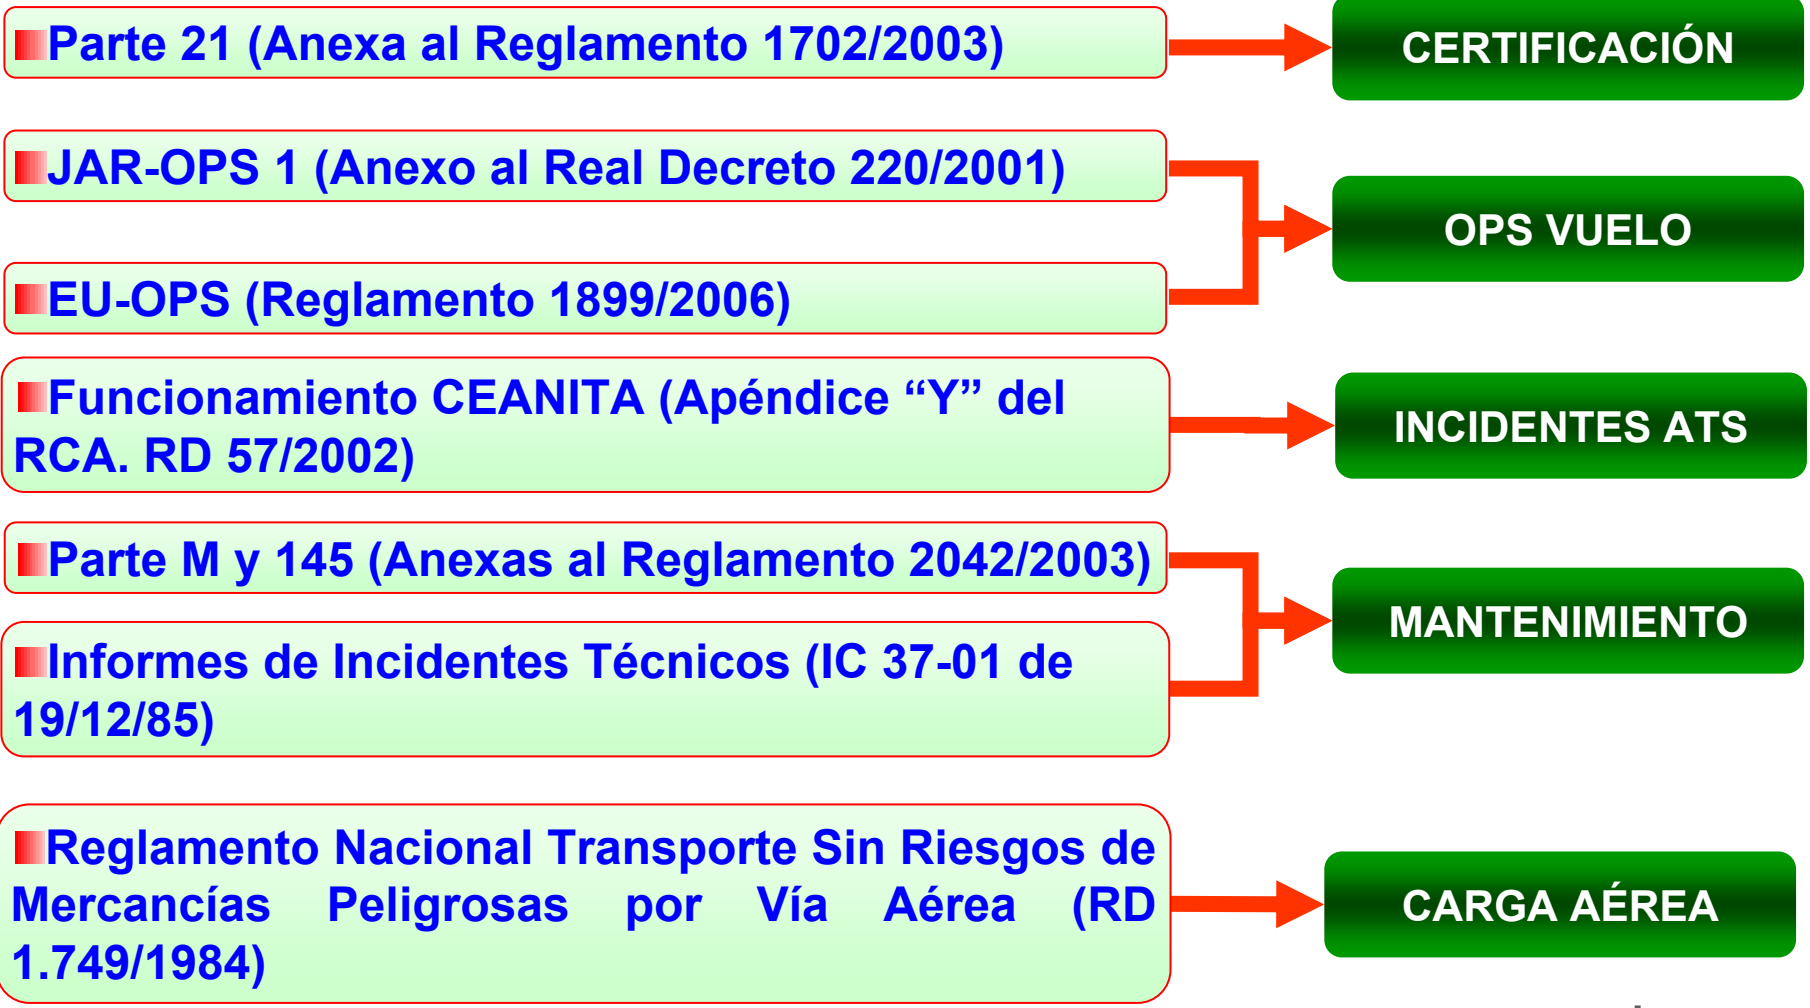 Parte 21 (Anexa al Reglamento 1702/2003)
CERTIFICACIÓN
JAR-OPS 1 (Anexo al Real Decreto 220/2001)
OPS VUELO
EU-OPS (Reglamento 1899/2006)
Funcionamiento CEANITA (Apéndice “Y” del
RCA. RD 57/2002)
INCIDENTES ATS
Parte M y 145 (Anexas al Reglamento 2042/2003)
MANTENIMIENTO
Informes de Incidentes Técnicos (IC 37-01 de
19/12/85)
Reglamento Nacional Transporte Sin Riesgos de
Mercancías Peligrosas por Vía Aérea (RD
1.749/1984)
CARGA AÉREA